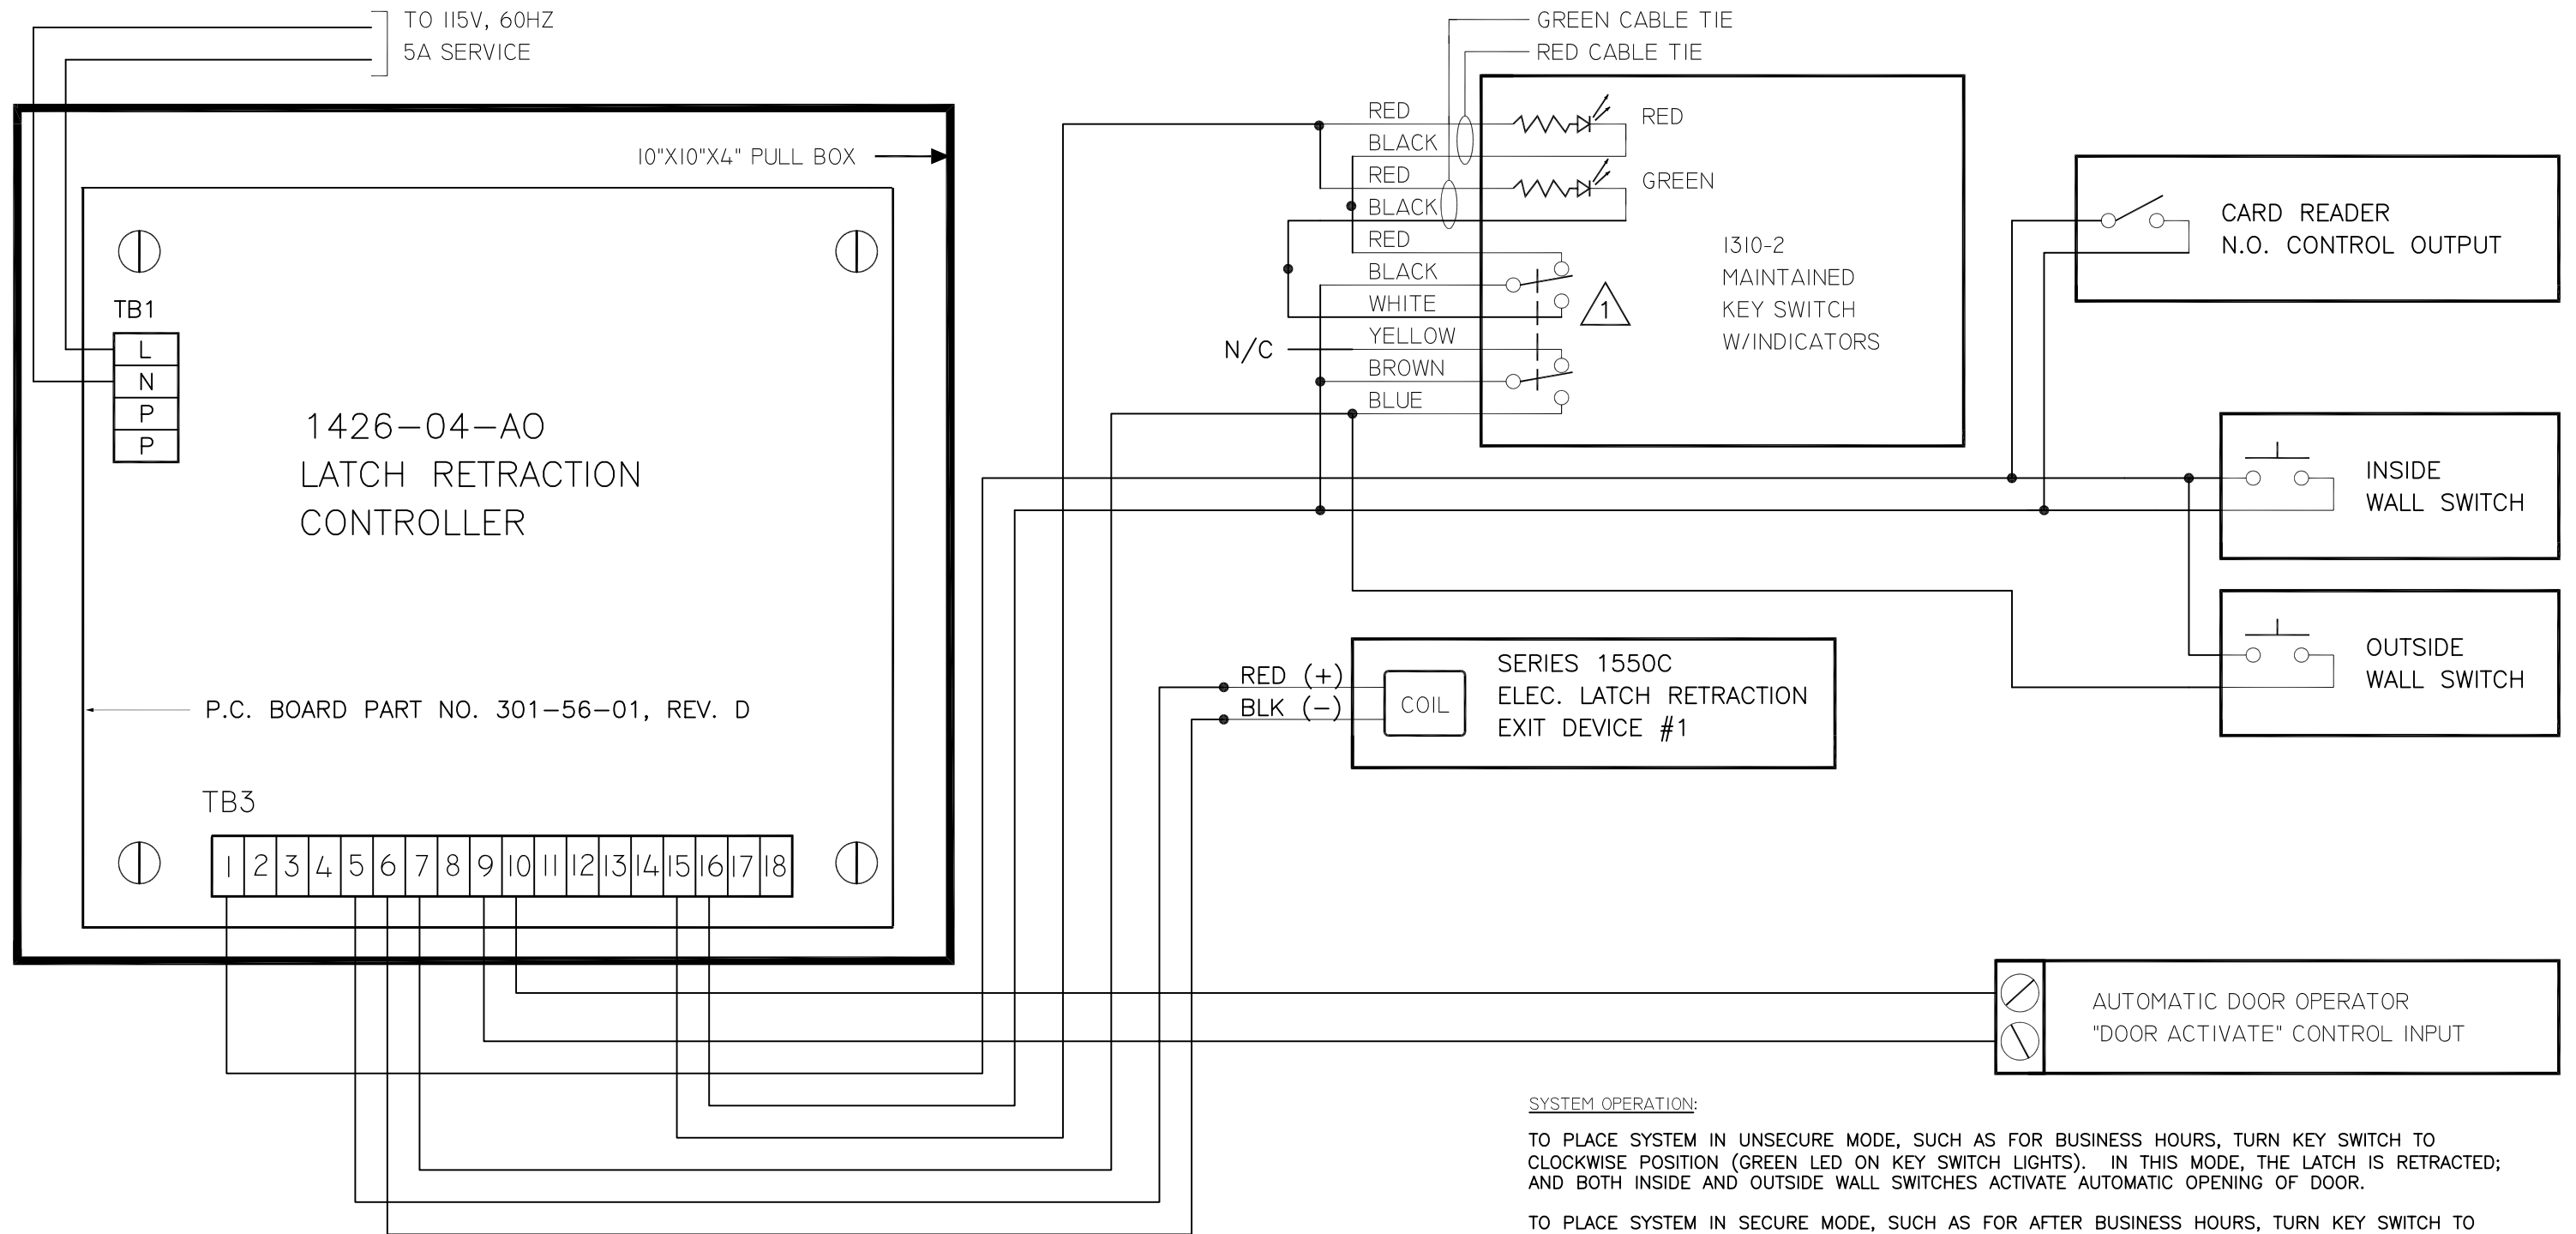 TO 115V, 60HZ
5A SERVICE
GREEN CABLE TIE
RED CABLE TIE
10"X10"X4" PULL BOX
TB1
L
N
P
P
1426-04-AO
LATCH RETRACTION
CONTROLLER
P.C. BOARD PART NO. 301-56-01, REV. D
TB3
1 2 3 4 5 6 7 8 9 10 11 12 13 14 15 16 17 18
RED
BLACK
RED
BLACK
RED
BLACK
WHITE
YELLOW
BROWN
BLUE
N/C
RED
GREEN
1
1310-2
MAINTAINED
KEY SWITCH
W/INDICATORS
CARD READER
N.O. CONTROL OUTPUT
INSIDE
WALL SWITCH
OUTSIDE
WALL SWITCH
RED (+)
BLK (-)
COIL
SERIES 1550C
ELEC. LATCH RETRACTION
EXIT DEVICE #1
AUTOMATIC DOOR OPERATOR
"DOOR ACTIVATE" CONTROL INPUT
SYSTEM OPERATION:
TO PLACE SYSTEM IN UNSECURE MODE, SUCH AS FOR BUSINESS HOURS, TURN KEY SWITCH TO
CLOCKWISE POSITION (GREEN LED ON KEY SWITCH LIGHTS). IN THIS MODE, THE LATCH IS RETRACTED;
AND BOTH INSIDE AND OUTSIDE WALL SWITCHES ACTIVATE AUTOMATIC OPENING OF DOOR.
TO PLACE SYSTEM IN SECURE MODE, SUCH AS FOR AFTER BUSINESS HOURS, TURN KEY SWITCH TO